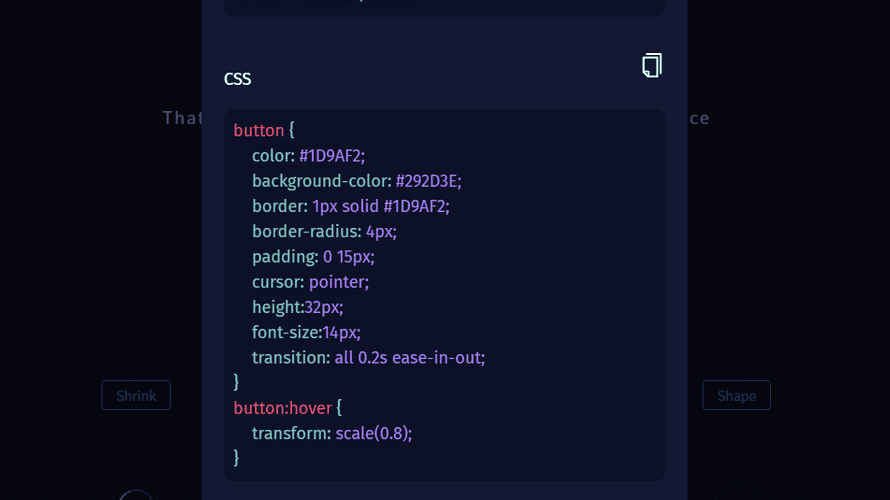 CSS
That
ce
button {
color: #1D9AF2;
background-color: #292D3E;
border: 1px solid #1D9AF2;
border-radius: 4px;
padding: 0 15px;
cursor: pointer;
height:32px;
font-size:14px;
transition: all 0.2s ease-in-out;
}
button:hover {
transform: scale(0.8);
}
Shrink
Shape